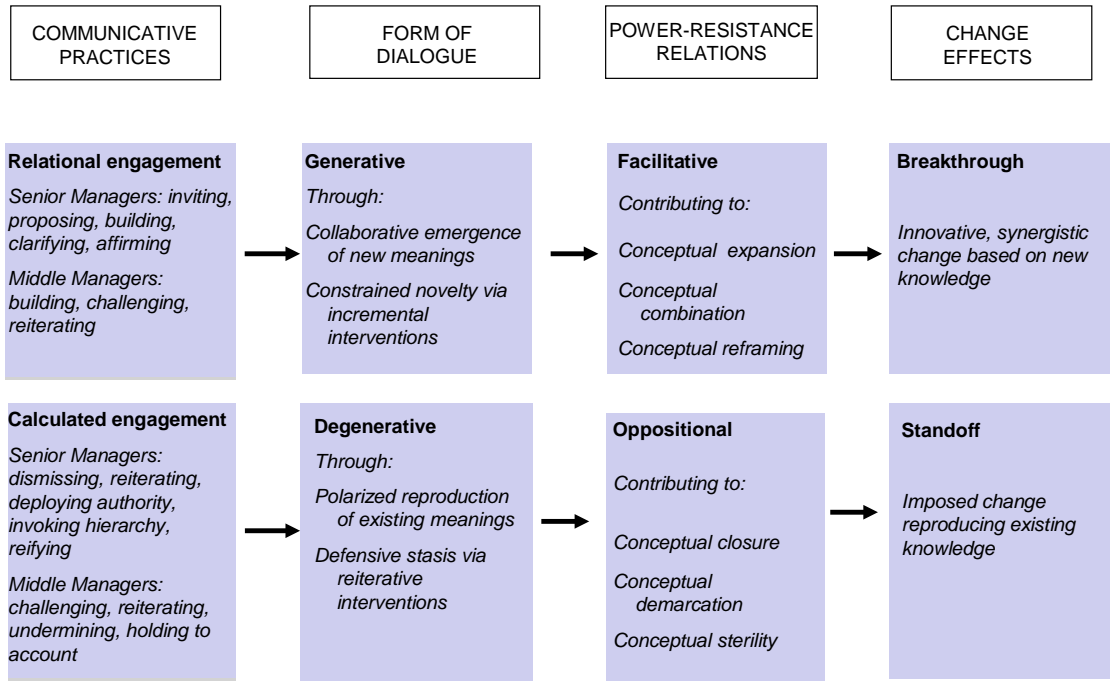 COMMUNICATIVE
PRACTICES
FORM OF
DIALOGUE
POWER-RESISTANCE
RELATIONS
CHANGE
EFFECTS
Relational engagement
Senior Managers: inviting,
proposing, building,
clarifying, affirming
Middle Managers:
building, challenging,
reiterating
Generative
Through:
Collaborative emergence
of new meanings
Constrained novelty via
incremental
interventions
Facilitative
Contributing to:
Conceptual expansion
Conceptual
combination
Conceptual reframing
Breakthrough
Innovative, synergistic
change based on new
knowledge
Calculated engagement
Senior Managers:
dismissing, reiterating,
deploying authority,
invoking hierarchy,
reifying
Middle Managers:
challenging, reiterating,
undermining, holding to
account
Degenerative
Through:
Polarized reproduction
of existing meanings
Defensive stasis via
reiterative
interventions
Oppositional
Contributing to:
Conceptual closure
Conceptual
demarcation
Conceptual sterility
Standoff
Imposed change
reproducing existing
knowledge